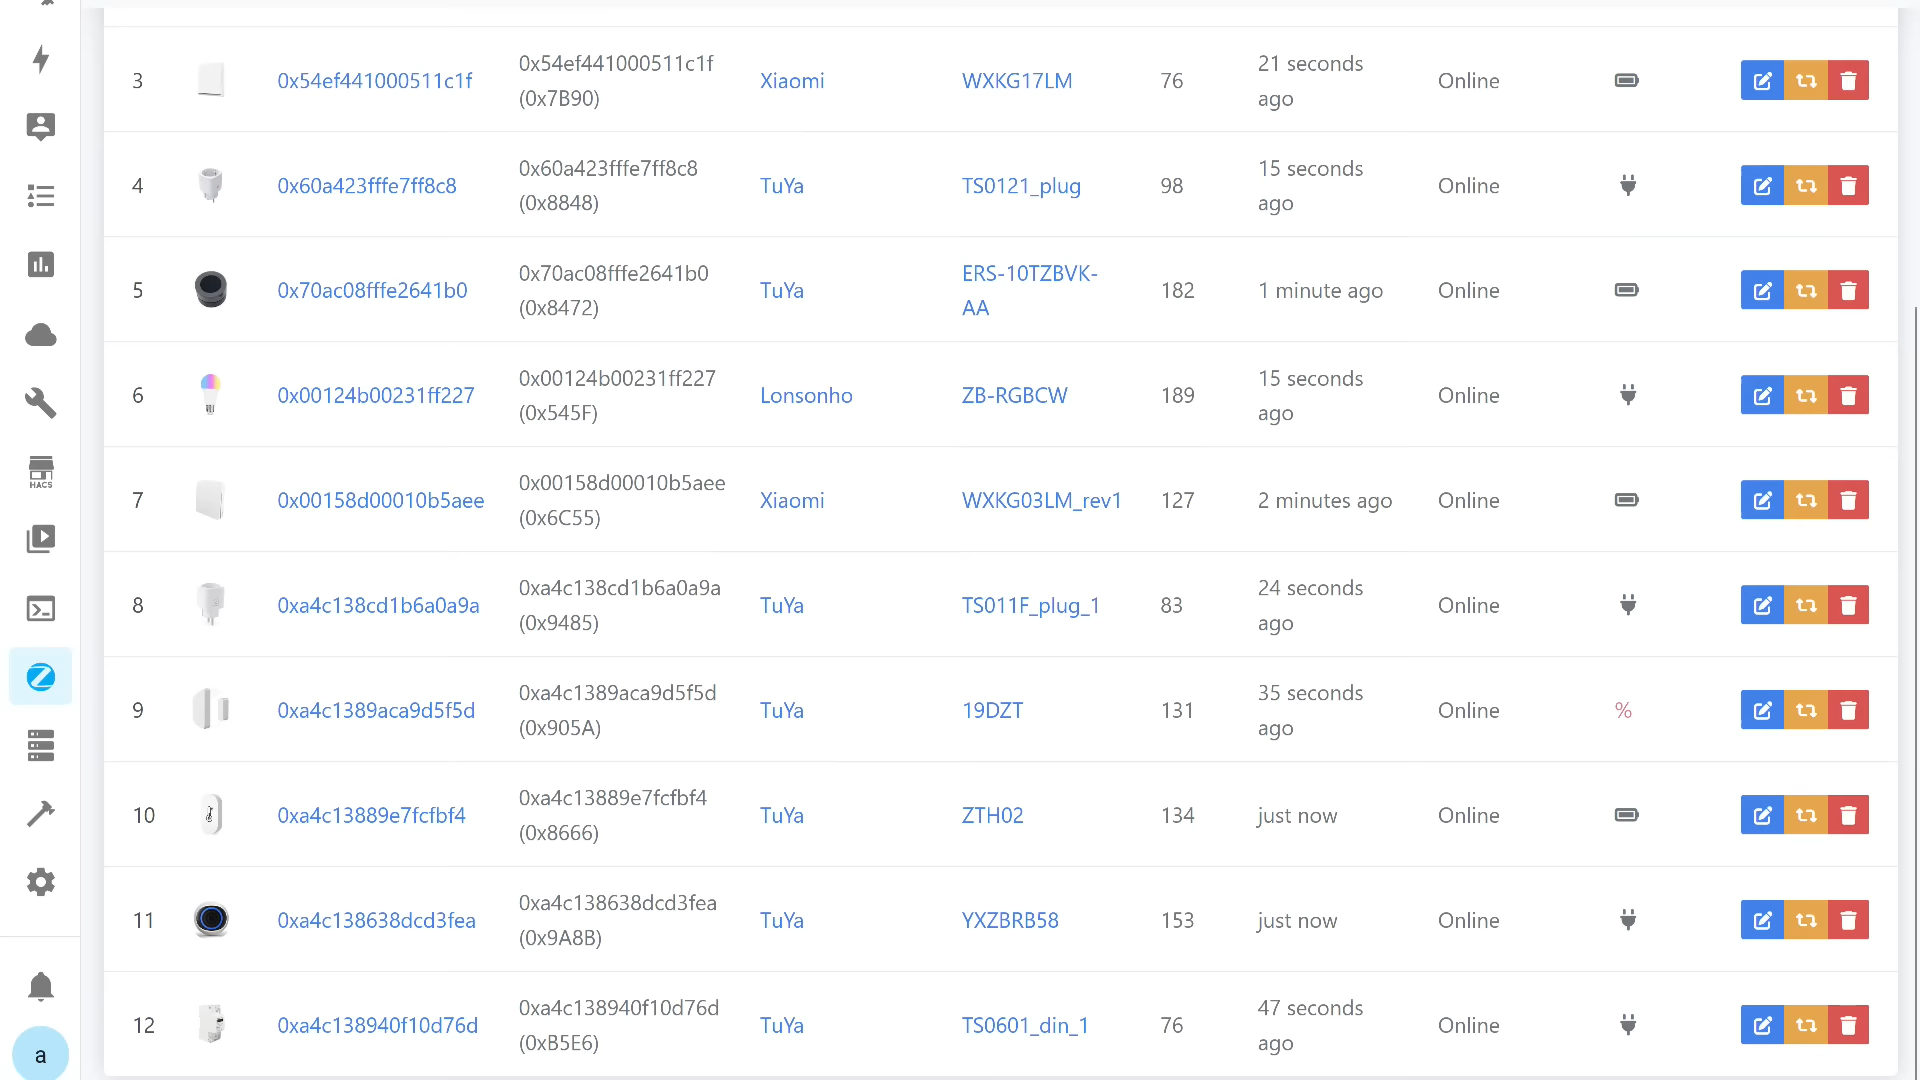 3 0x54ef441000511c1f 0x54ef441000511c1f (0x7B90) Xiaomi WXKG17LM 76 21 seconds ago Online
4 0x60a423fffe7ff8c8 0x60a423fffe7ff8c8 (0x8848) TuYa TS0121_plug 98 15 seconds ago Online
5 0x70ac08fffe2641b0 0x70ac08fffe2641b0 (0x8472) TuYa ERS-10TZBVK-AA 182 1 minute ago Online
6 0x00124b00231ff227 0x00124b00231ff227 (0x545F) Lonsonho ZB-RGBCW 189 15 seconds ago Online
HACS
7 0x00158d00010b5aee 0x00158d00010b5aee (0x6C55) Xiaomi WXKG03LM_rev1 127 2 minutes ago Online
8 0xa4c138cd1b6a0a9a 0xa4c138cd1b6a0a9a (0x9485) TuYa TS011F_plug_1 83 24 seconds ago Online
9 0xa4c1389aca9d5f5d 0xa4c1389aca9d5f5d (0x905A) TuYa 19DZT 131 35 seconds ago Online %
10 0xa4c13889e7fcfbf4 0xa4c13889e7fcfbf4 (0x8666) TuYa ZTH02 134 just now Online
11 0xa4c138638dcd3fea 0xa4c138638dcd3fea (0x9A8B) TuYa YXZBRB58 153 just now Online
12 0xa4c138940f10d76d 0xa4c138940f10d76d (0xB5E6) TuYa TS0601_din_1 76 47 seconds ago Online
a